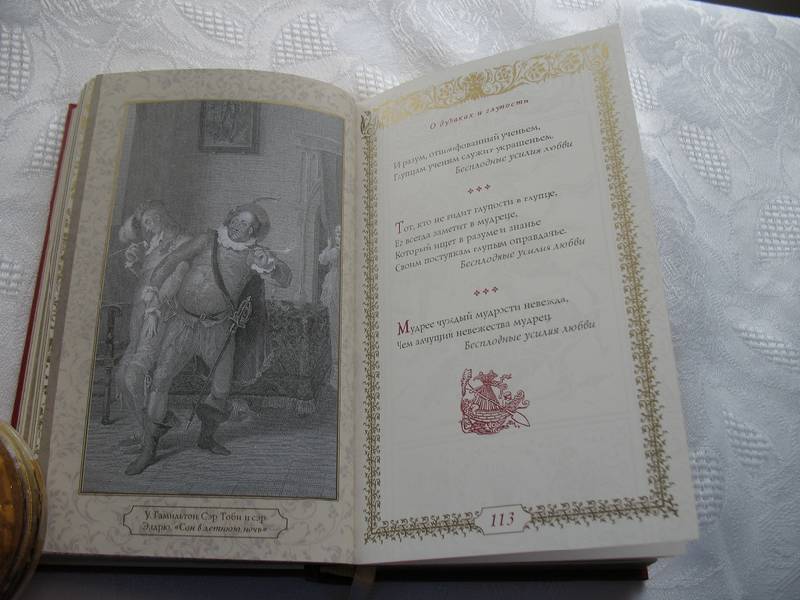 У. Гамильтон. Сэр Тоби и сэр
Эндрю. «Сон в летнюю ночь»
О дураках и глупости
И разум, отшлифованный ученьем,
Глупцам ученым служит украшеньем.
Бесплодные усилия любви
Тот, кто не видит глупости в глупце,
Её всегда заметит в мудреце,
Который ищет в разуме и знанье
Своим поступкам глупым оправданье.
Бесплодные усилия любви
Мудрее чуждый мудрости невежда,
Чем алчущий невежества мудрец.
Бесплодные усилия любви
113